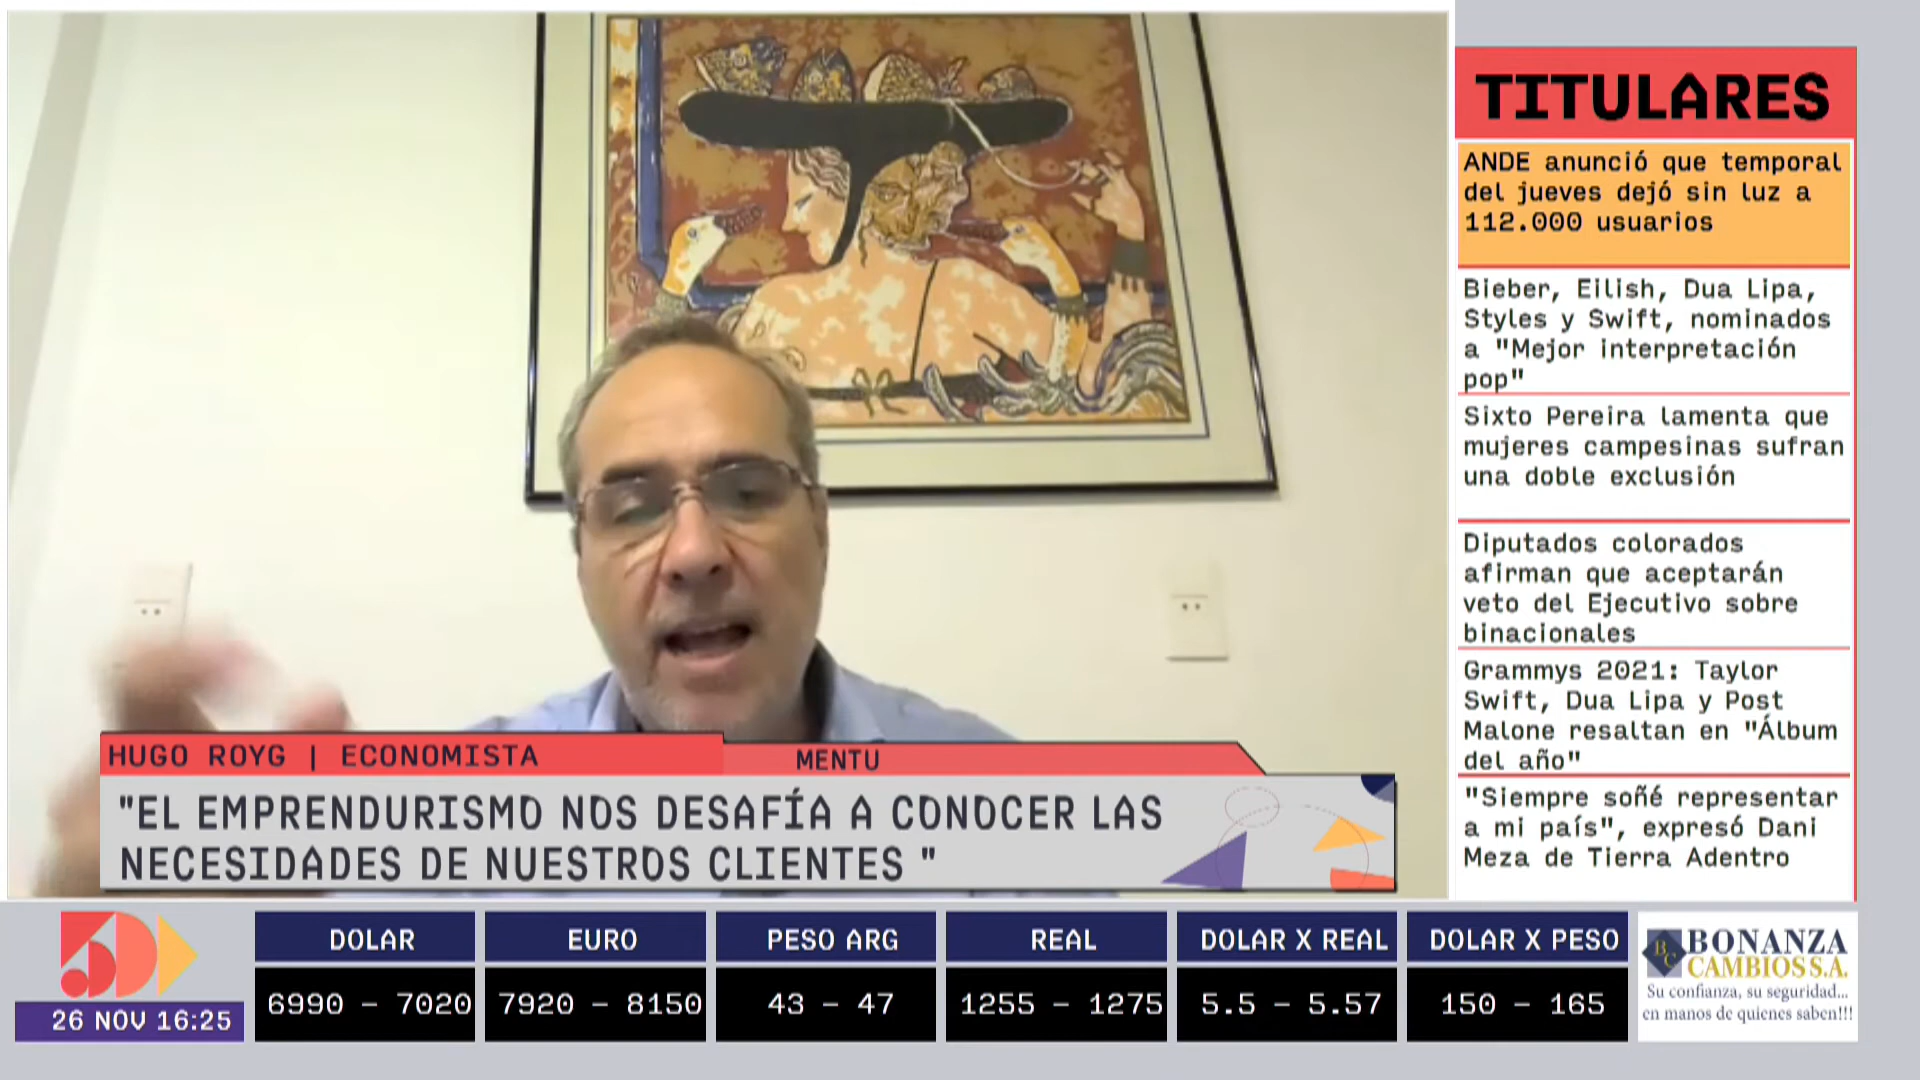 TITULARES
ANDE anunció que temporal
del jueves dejó sin luz a
112.000 usuarios
Bieber, Eilish, Dua Lipa,
Styles y Swift, nominados
a "Mejor interpretación
pop"
Sixto Pereira lamenta que
mujeres campesinas sufran
una doble exclusión
Diputados colorados
afirman que aceptarán
veto del Ejecutivo sobre
binacionales
Grammys 2021: Taylor
Swift, Dua Lipa y Post
Malone resaltan en "Álbum
del año"
"Siempre soñé representar
a mi país", expresó Dani
Meza de Tierra Adentro
HUGO ROYG | ECONOMISTA
MENTU
"EL EMPRENDURISMO NOS DESAFÍA A CONOCER LAS
NECESIDADES DE NUESTROS CLIENTES "
26 NOV 16:25
DOLAR
6990 - 7020
EURO
7920 - 8150
PESO ARG
43 - 47
REAL
1255 - 1275
DOLAR X REAL
5.5 - 5.57
DOLAR X PESO
150 - 165
BC
BONANZA
CAMBIOS S.A.
Su confianza, su seguridad...
en manos de quienes saben!!!